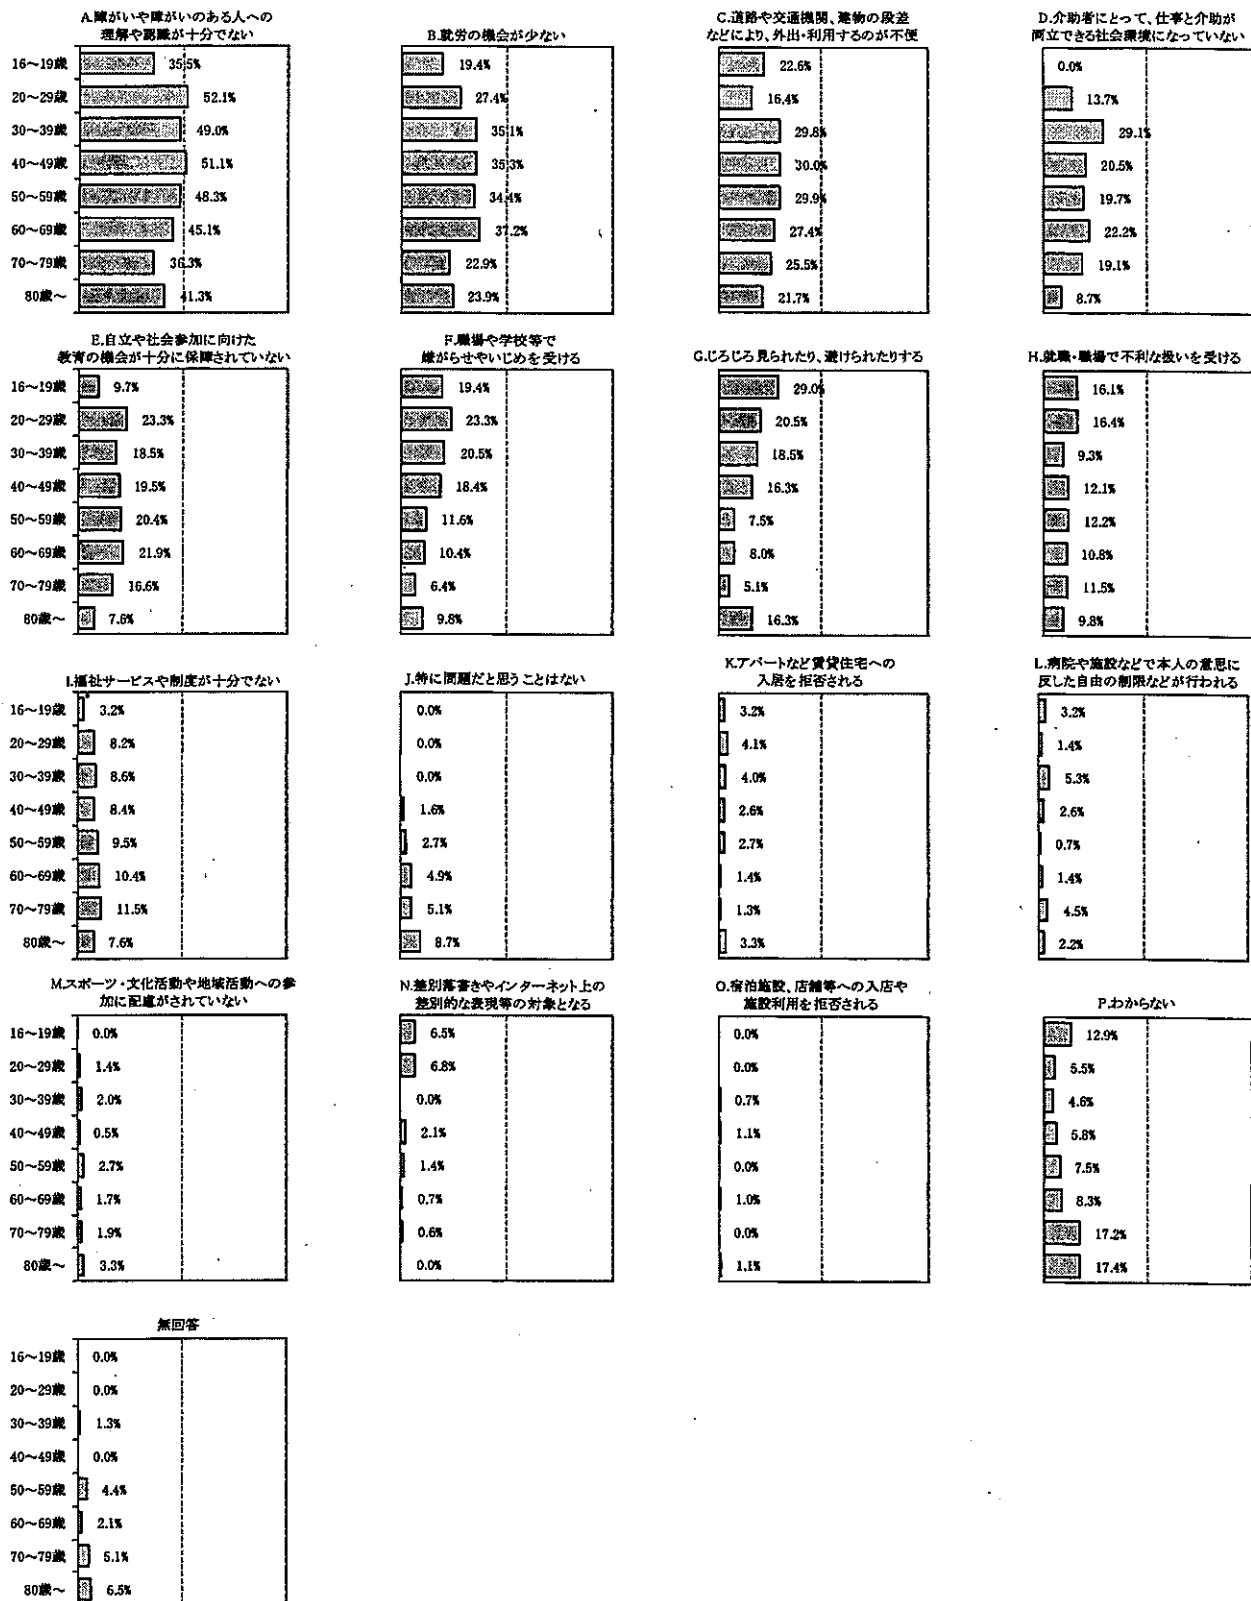 A.障がいや障がいのある人への
理解や認識が十分でない
16～19歳 35.5%
20～29歳 52.1%
30～39歳 49.0%
40～49歳 51.1%
50～59歳 48.3%
60～69歳 45.1%
70～79歳 36.3%
80歳～ 41.3%
B.就労の機会が少ない
19.4%
27.4%
35.1%
35.3%
34.4%
37.2%
22.9%
23.9%
C.道路や交通機関、建物の段差
などにより、外出・利用するのが不便
22.6%
16.4%
29.8%
30.0%
29.9%
27.4%
25.5%
21.7%
D.介助者にとって、仕事と介助が
両立できる社会環境になっていない
0.0%
13.7%
29.1%
20.5%
19.7%
22.2%
19.1%
8.7%
E.自立や社会参加に向けた
教育の機会が十分に保障されていない
16～19歳 9.7%
20～29歳 23.3%
30～39歳 18.5%
40～49歳 19.5%
50～59歳 20.4%
60～69歳 21.9%
70～79歳 16.6%
80歳～ 7.6%
F.職場や学校等で
嫌がらせやいじめを受ける
19.4%
23.3%
20.5%
18.4%
11.6%
10.4%
6.4%
9.8%
G.じろじろ見られたり、避けられたりする
29.0%
20.5%
18.5%
16.3%
7.5%
8.0%
5.1%
16.3%
H.就職・職場で不利な扱いを受ける
16.1%
16.4%
9.3%
12.1%
12.2%
10.8%
11.5%
9.8%
I.福祉サービスや制度が十分でない
16～19歳 3.2%
20～29歳 8.2%
30～39歳 8.6%
40～49歳 8.4%
50～59歳 9.5%
60～69歳 10.4%
70～79歳 11.5%
80歳～ 7.6%
J.特に問題だと思うことはない
0.0%
0.0%
0.0%
1.6%
2.7%
4.9%
5.1%
8.7%
K.アパートなど賃貸住宅への
入居を拒否される
3.2%
4.1%
4.0%
2.6%
2.7%
1.4%
1.3%
3.3%
L.病院や施設などで本人の意思に
反した自由の制限などが行われる
3.2%
1.4%
5.3%
2.6%
0.7%
1.4%
4.5%
2.2%
M.スポーツ・文化活動や地域活動への参
加に配慮がされていない
16～19歳 0.0%
20～29歳 1.4%
30～39歳 2.0%
40～49歳 0.5%
50～59歳 2.7%
60～69歳 1.7%
70～79歳 1.9%
80歳～ 3.3%
N.差別落書きやインターネット上の
差別的な表現等の対象となる
6.5%
6.8%
0.0%
2.1%
1.4%
0.7%
0.6%
0.0%
O.宿泊施設、店舗等への入店や
施設利用を拒否される
0.0%
0.0%
0.7%
1.1%
0.0%
1.0%
0.0%
1.1%
P.わからない
12.9%
5.5%
4.6%
5.8%
7.5%
8.3%
17.2%
17.4%
無回答
16～19歳 0.0%
20～29歳 0.0%
30～39歳 1.3%
40～49歳 0.0%
50～59歳 4.4%
60～69歳 2.1%
70～79歳 5.1%
80歳～ 6.5%